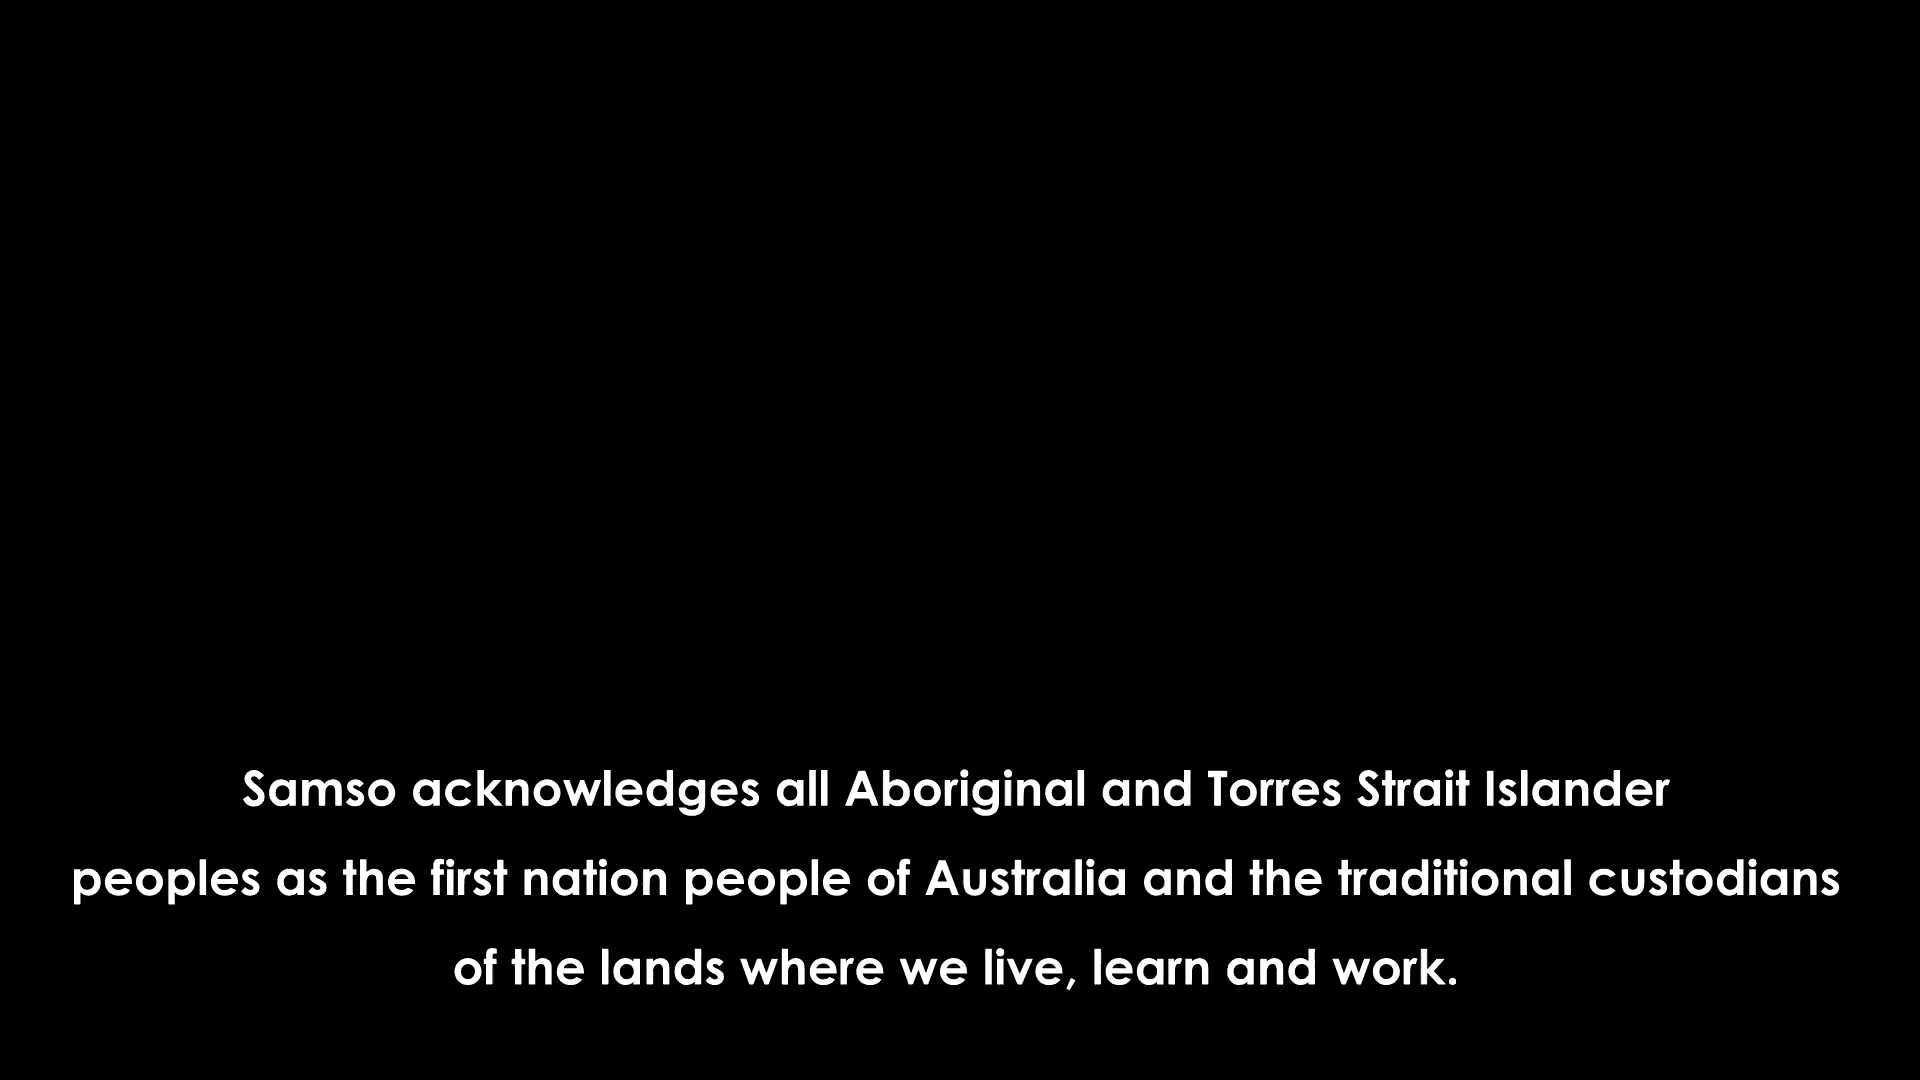 Samso acknowledges all Aboriginal and Torres Strait Islander
peoples as the first nation people of Australia and the traditional custodians
of the lands where we live, learn and work.